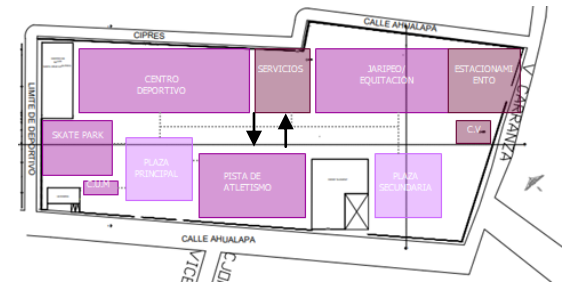 CIPRES
CALLE AHUALAPA
CENTRO
DEPORTIVO
SERVICIOS
JARIPEO/
EQUITACIÓN
ESTACIONAMI
ENTO
LIMITE DE DEPORTIVO
V. CARRANZA
SKATE PARK
C.V.
PLAZA
PRINCIPAL
C.U.M
PISTA DE
ATLETISMO
PLAZA
SECUNDARIA
CALLE AHUALAPA